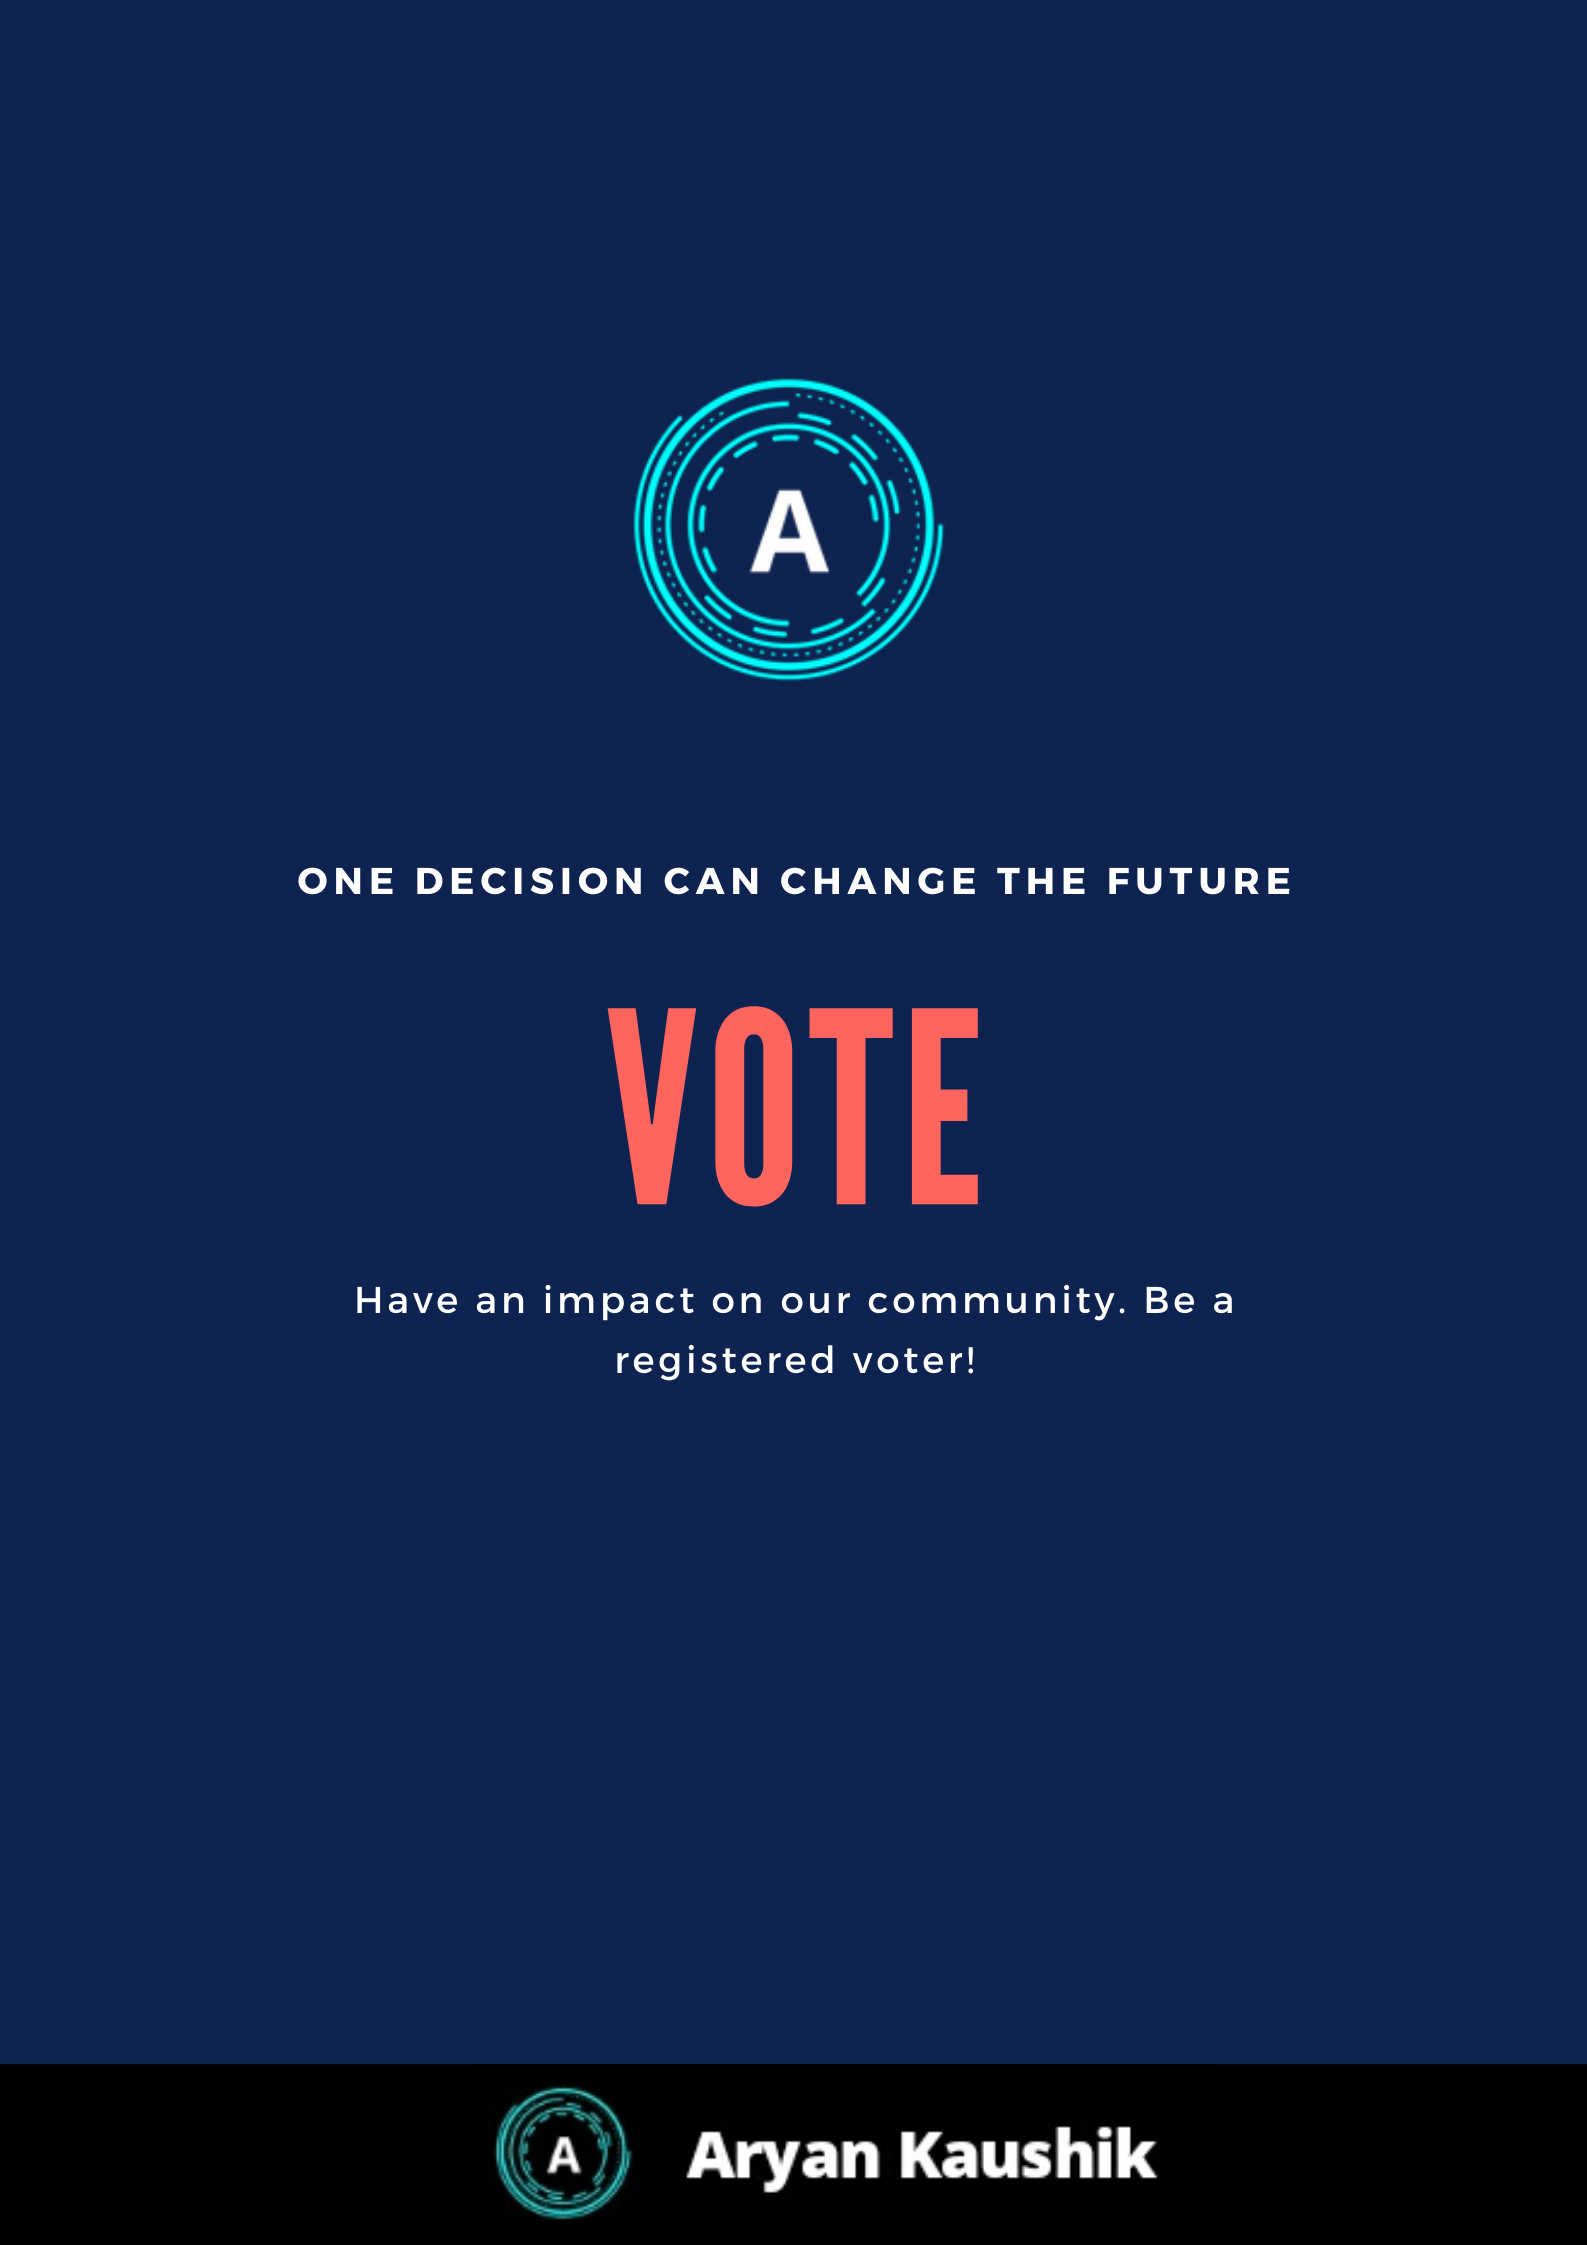 A
ONE DECISION CAN CHANGE THE FUTURE
VOTE
Have an impact on our community. Be a
registered voter!
A Aryan Kaushik